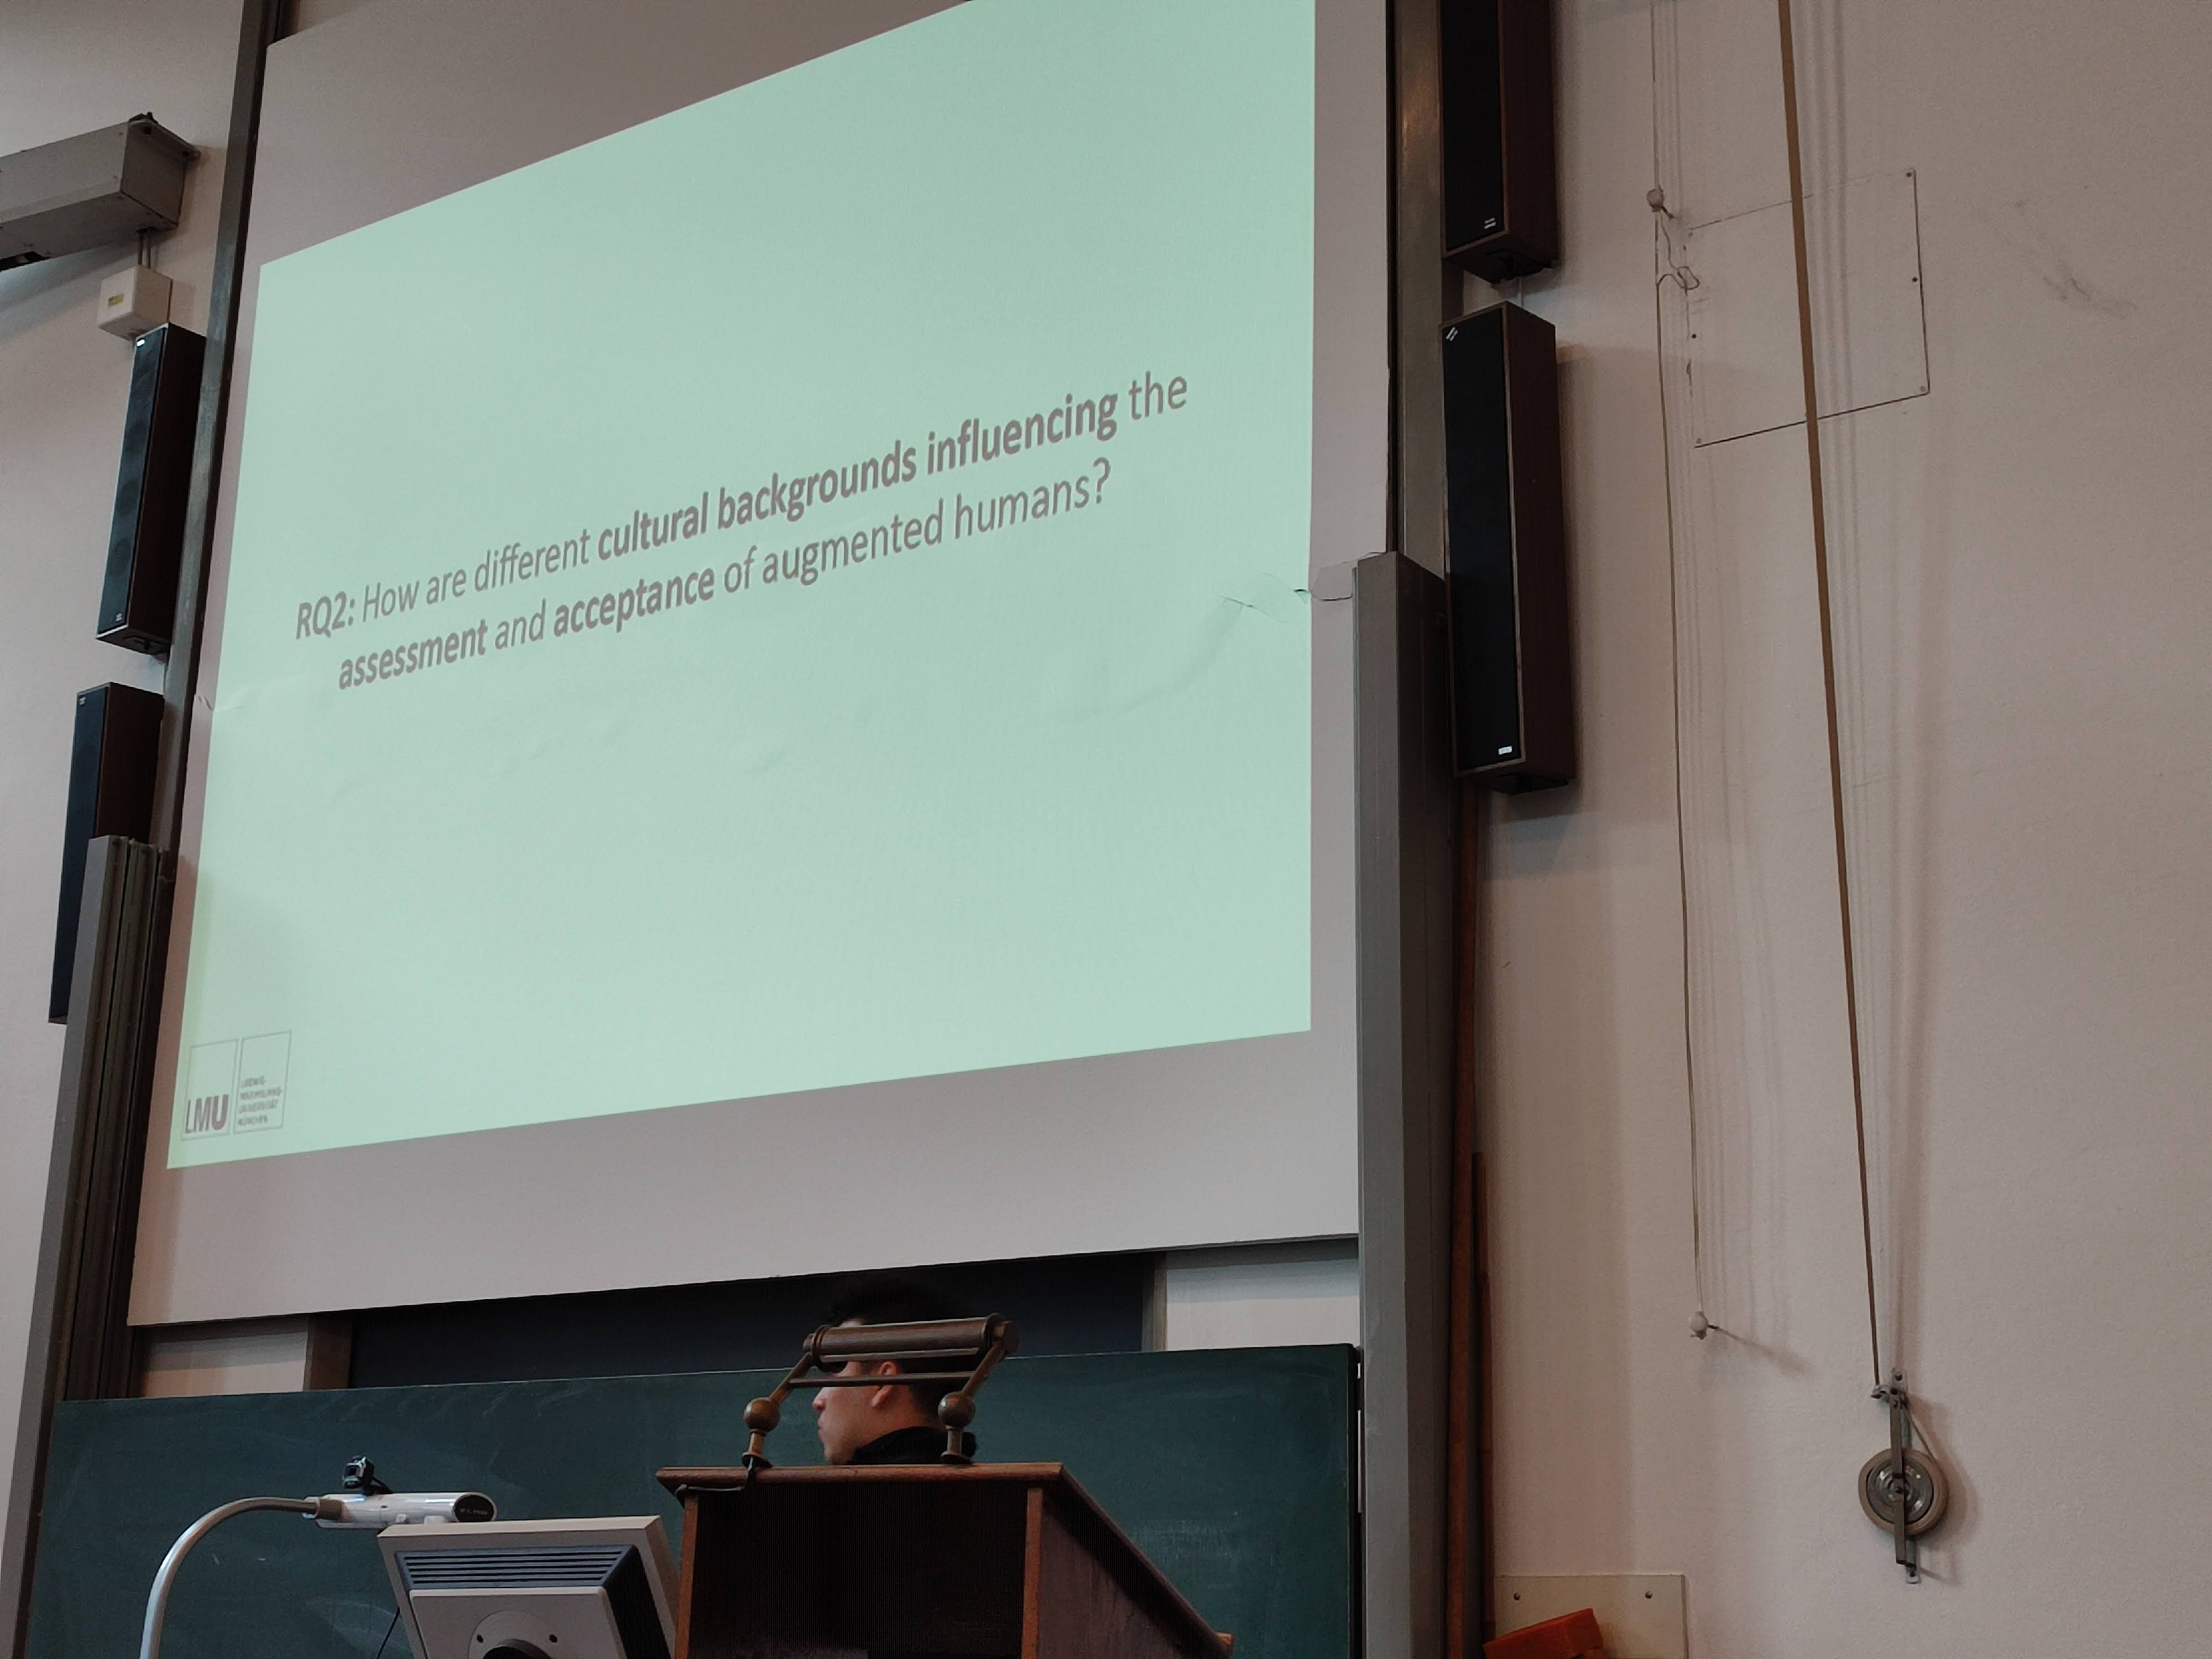 RQ2: How are different cultural backgrounds influencing the
assessment and acceptance of augmented humans?
LMU
LUDWIG-
MAXIMILIANS-
UNIVERSITÄT
MÜNCHEN